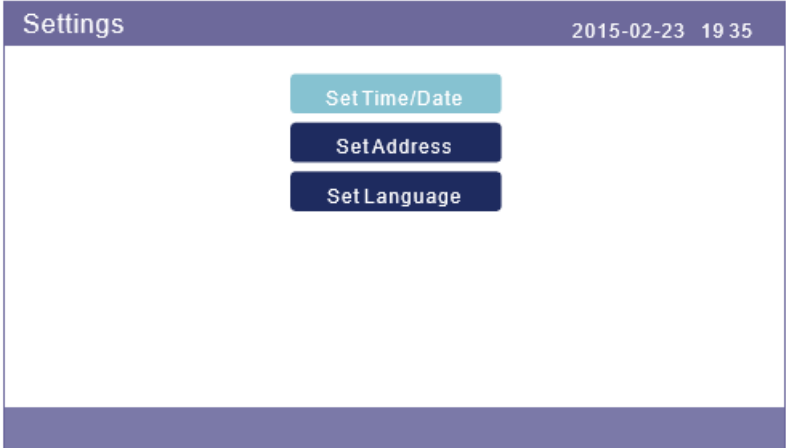 Settings
2015-02-23 19 35
Set Time/Date
Set Address
Set Language